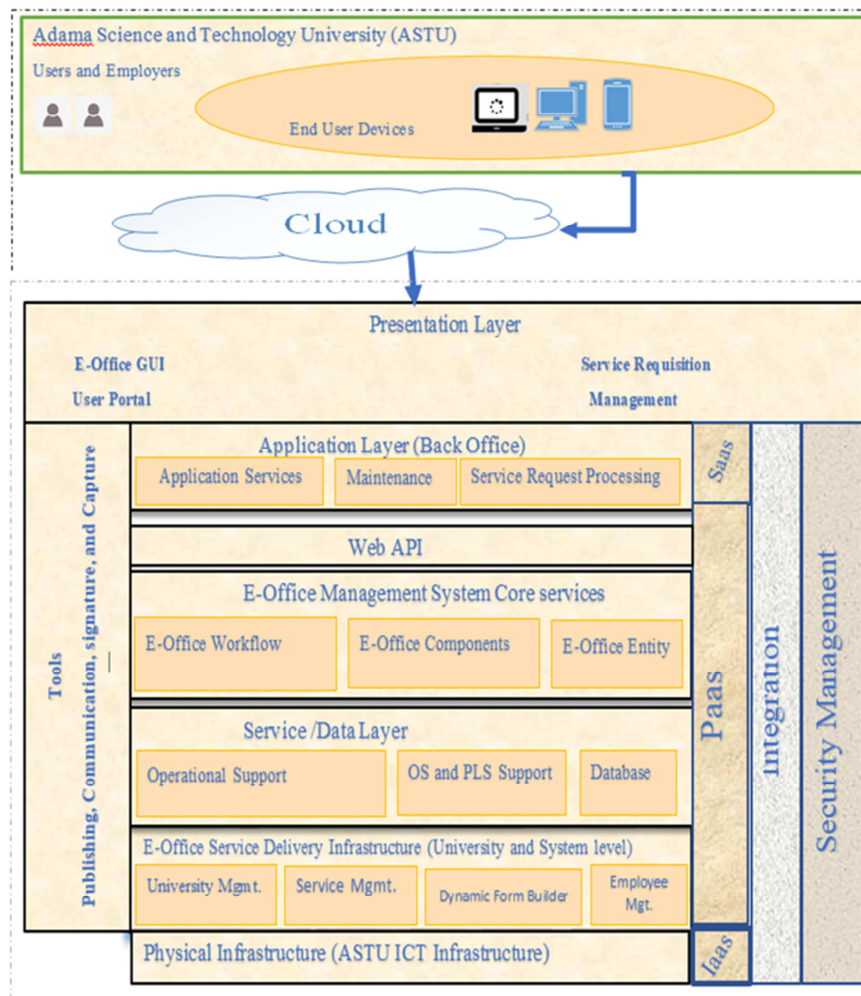 Adama Science and Technology University (ASTU)
Users and Employers
End User Devices
Cloud
Presentation Layer
E-Office GUI
User Portal
Service Requisition
Management
Tools
Publishing, Communication, signature, and Capture
Application Layer (Back Office)
Application Services
Maintenance
Service Request Processing
Web API
E-Office Management System Core services
E-Office Workflow
E-Office Components
E-Office Entity
Service /Data Layer
Operational Support
OS and PLS Support
Database
E-Office Service Delivery Infrastructure (University and System level)
University Mgmt.
Service Mgmt.
Dynamic Form Builder
Employee
Mgt.
Physical Infrastructure (ASTU ICT Infrastructure)
Saas
Paas
Iaas
Integration
Security Management